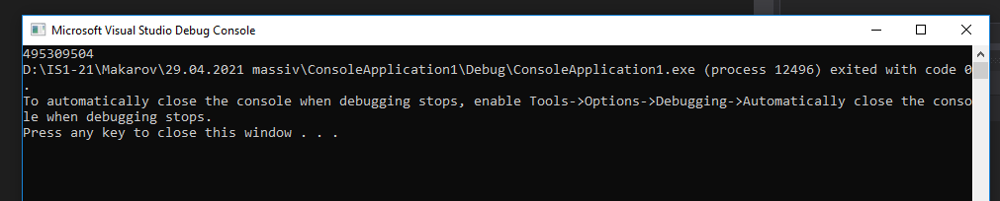 Microsoft Visual Studio Debug Console
495309504
D:\IS1-21\Makarov\29.04.2021 massiv\ConsoleApplication1\Debug\ConsoleApplication1.exe (process 12496) exited with code 0
.
To automatically close the console when debugging stops, enable Tools->Options->Debugging->Automatically close the conso
le when debugging stops.
Press any key to close this window . . .